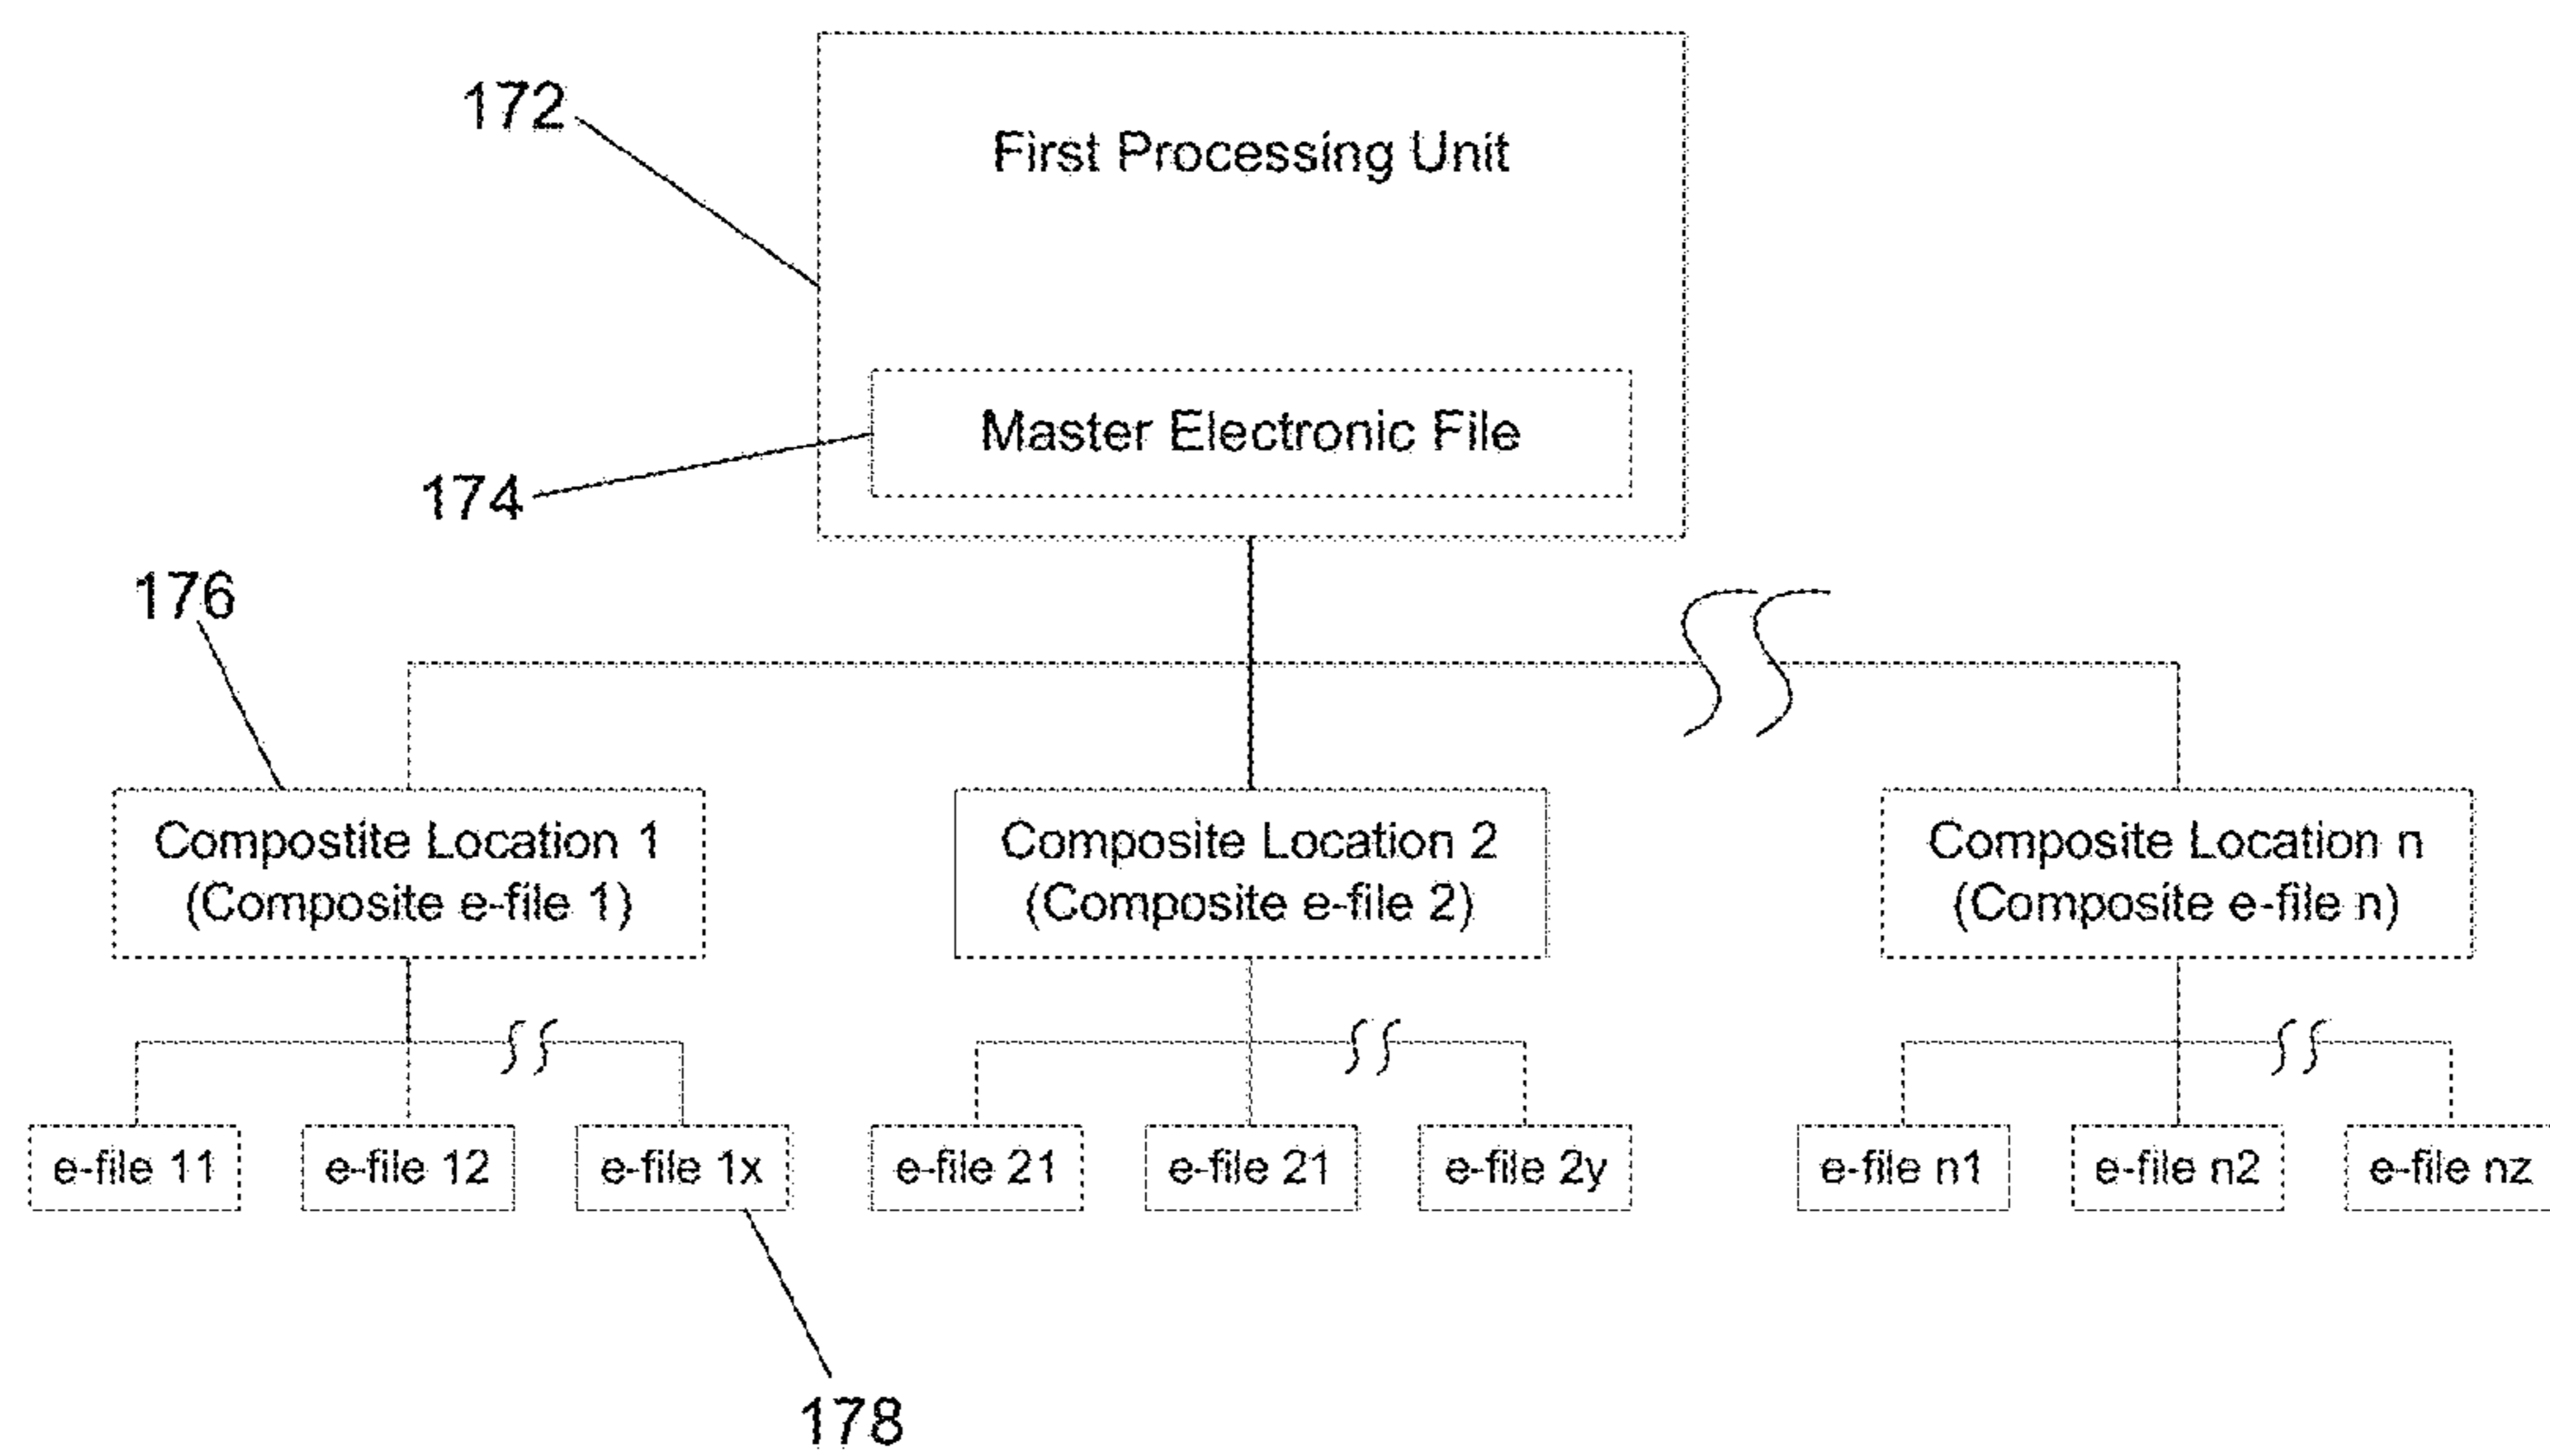 172
First Processing Unit
Master Electronic File
174
176
Compostite Location 1
(Composite e-file 1)
Composite Location 2
(Composite e-file 2)
Composite Location n
(Composite e-file n)
e-file 11
e-file 12
e-file 1x
e-file 21
e-file 21
e-file 2y
e-file n1
e-file n2
e-file nz
178